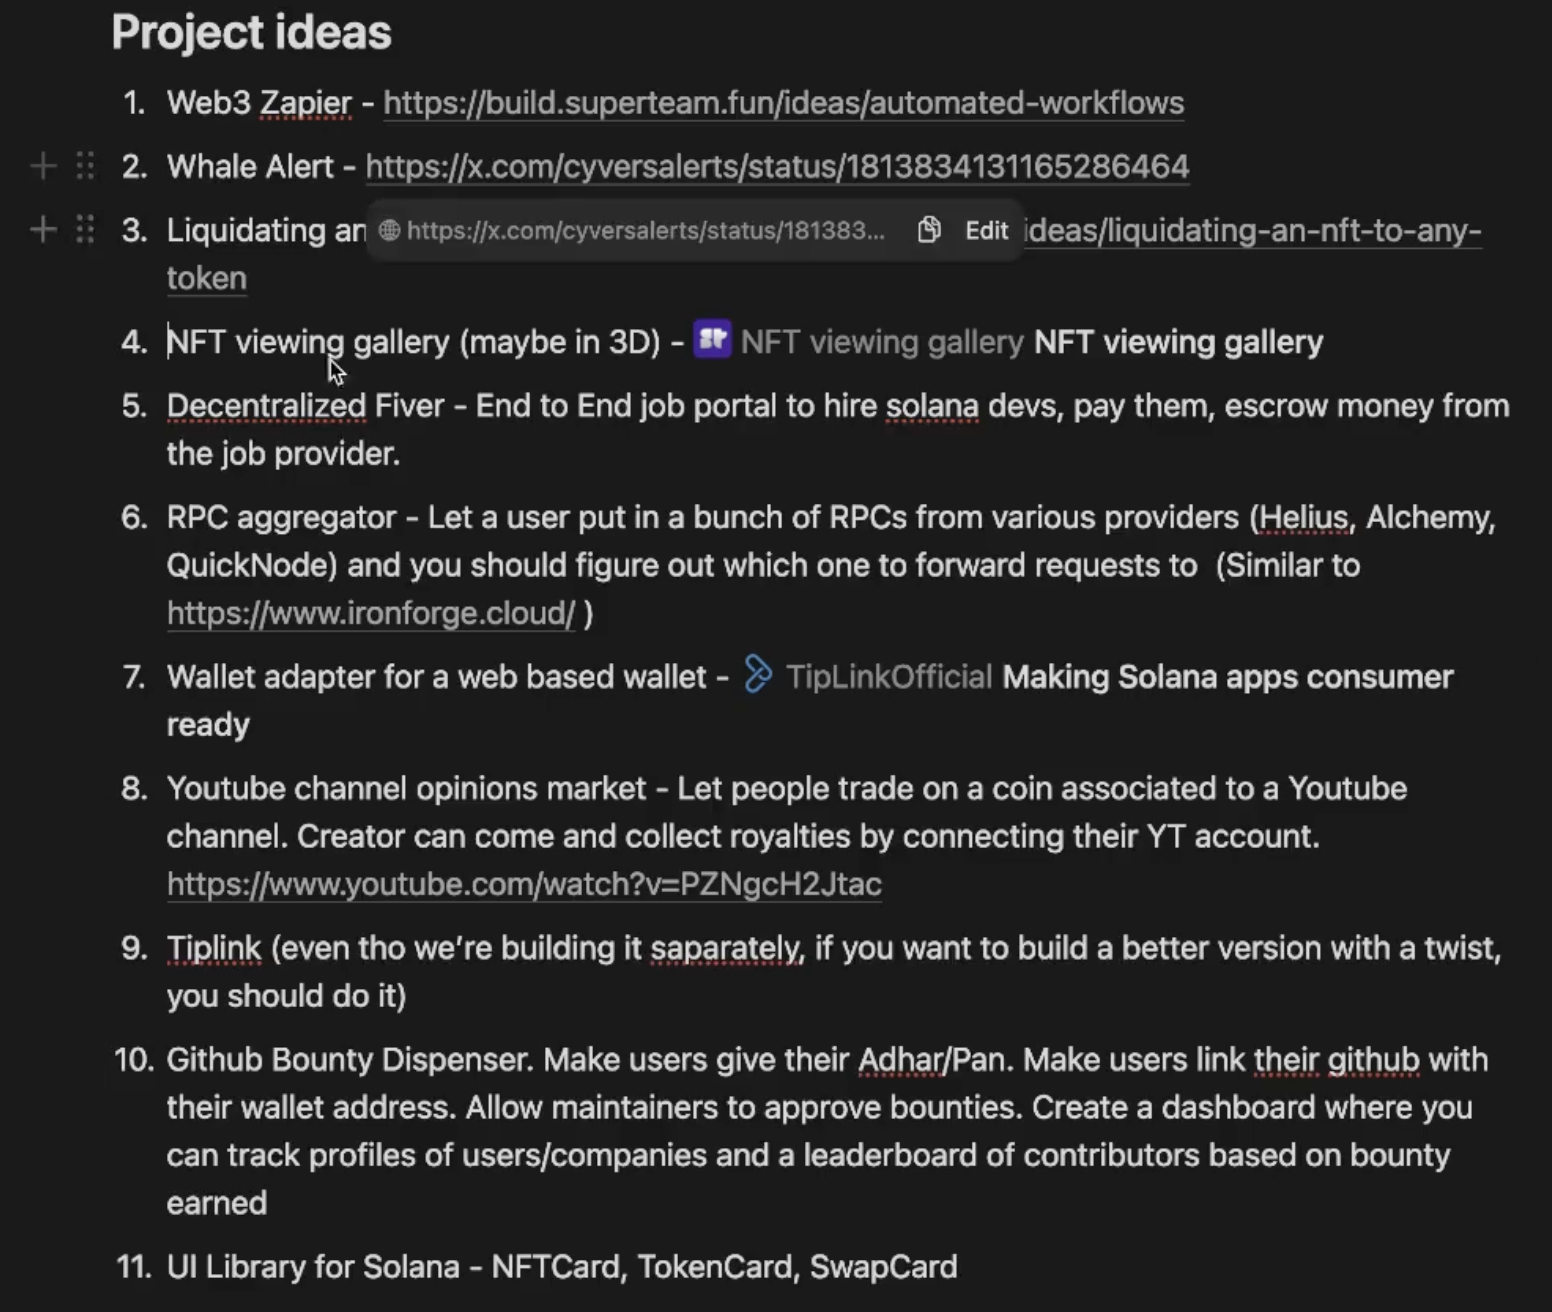 Project ideas
1. Web3 Zapier - https://build.superteam.fun/ideas/automated-workflows
2. Whale Alert - https://x.com/cyversalerts/status/1813834131165286464
3. Liquidating an https://x.com/cyversalerts/status/181383... Edit ideas/liquidating-an-nft-to-any-
token
4. NFT viewing gallery (maybe in 3D) - NFT viewing gallery NFT viewing gallery
5. Decentralized Fiver - End to End job portal to hire solana devs, pay them, escrow money from
the job provider.
6. RPC aggregator - Let a user put in a bunch of RPCs from various providers (Helius, Alchemy,
QuickNode) and you should figure out which one to forward requests to  (Similar to
https://www.ironforge.cloud/ )
7. Wallet adapter for a web based wallet - TipLinkOfficial Making Solana apps consumer
ready
8. Youtube channel opinions market - Let people trade on a coin associated to a Youtube
channel. Creator can come and collect royalties by connecting their YT account.
https://www.youtube.com/watch?v=PZNgcH2Jtac
9. Tiplink (even tho we're building it saparately, if you want to build a better version with a twist,
you should do it)
10. Github Bounty Dispenser. Make users give their Adhar/Pan. Make users link their github with
their wallet address. Allow maintainers to approve bounties. Create a dashboard where you
can track profiles of users/companies and a leaderboard of contributors based on bounty
earned
11. UI Library for Solana - NFTCard, TokenCard, SwapCard